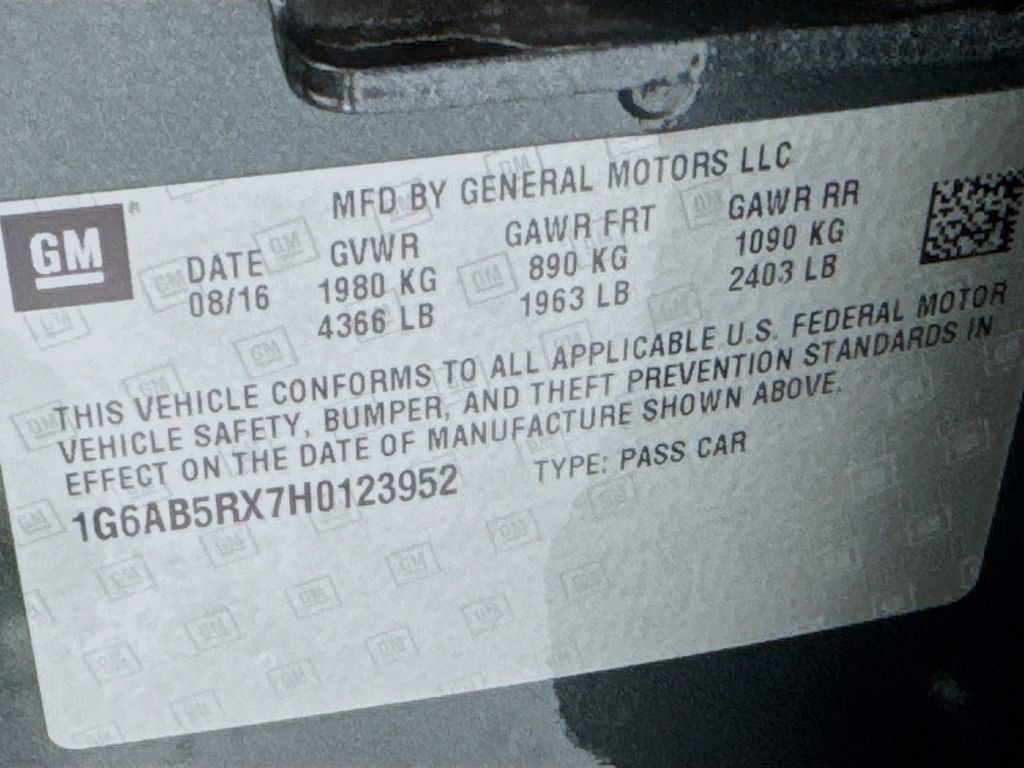 MFD BY GENERAL MOTORS LLC
GM
DATE GVWR GAWR FRT GAWR RR
08/16 1980 KG 890 KG 1090 KG
4366 LB 1963 LB 2403 LB
THIS VEHICLE CONFORMS TO ALL APPLICABLE U.S. FEDERAL MOTOR
VEHICLE SAFETY, BUMPER, AND THEFT PREVENTION STANDARDS IN
EFFECT ON THE DATE OF MANUFACTURE SHOWN ABOVE.
1G6AB5RX7H0123952 TYPE: PASS CAR